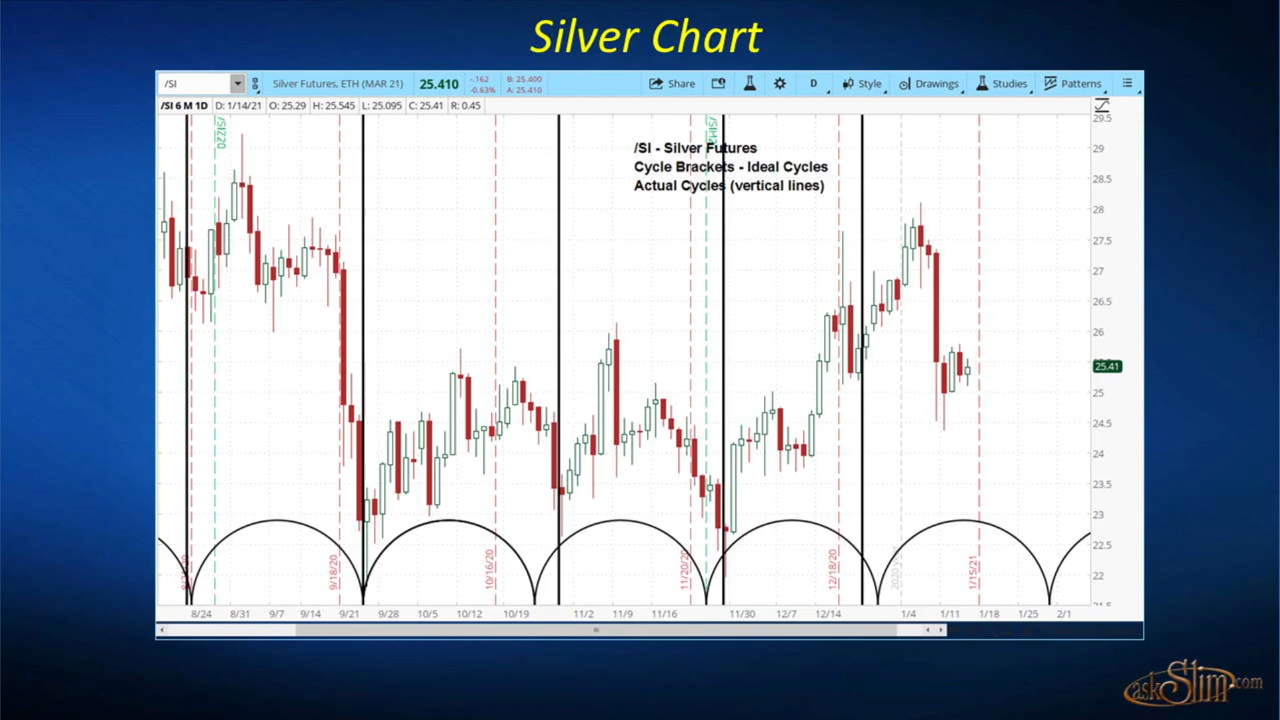 Silver Chart
/SI Silver Futures, ETH (MAR 21) 25.410 -.162 -0.63% B: 25.400 A: 25.410 Share D Style Drawings Studies Patterns
/SI 6 M 1D D: 1/14/21 O: 25.29 H: 25.545 L: 25.095 C: 25.41 R: 0.45
/SIZ20
/SI - Silver Futures
Cycle Brackets - Ideal Cycles
Actual Cycles (vertical lines)
29.5
29
28.5
28
27.5
27
26.5
26
25.41
25
24.5
24
23.5
23
22.5
22
21.5
9/18/20
10/16/20
11/20/20
12/18/20
1/15/21
8/24 8/31 9/7 9/14 9/21 9/28 10/5 10/12 10/19 11/2 11/9 11/16 11/30 12/7 12/14 1/4 1/11 1/18 1/25 2/1
askSlim.com